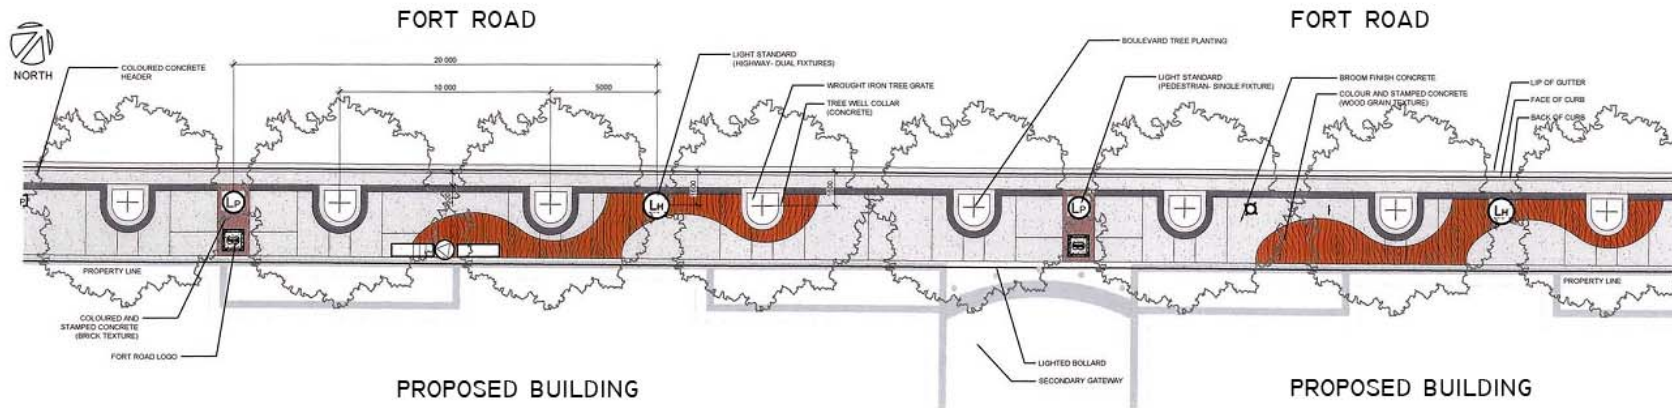 FORT ROAD
FORT ROAD
NORTH
COLOURED CONCRETE
HEADER
20 000
10 000
5000
LIGHT STANDARD
(HIGHWAY- DUAL FIXTURES)
WROUGHT IRON TREE GRATE
TREE WELL COLLAR
(CONCRETE)
BOULEVARD TREE PLANTING
LIGHT STANDARD
(PEDESTRIAN- SINGLE FIXTURE)
BROOM FINISH CONCRETE
COLOUR AND STAMPED CONCRETE
(WOOD GRAIN TEXTURE)
LIP OF GUTTER
FACE OF CURB
BACK OF CURB
LP
LH
LP
LH
PROPERTY LINE
PROPERTY LINE
COLOURED AND
STAMPED CONCRETE
(BRICK TEXTURE)
FORT ROAD LOGO
LIGHTED BOLLARD
SECONDARY GATEWAY
PROPOSED BUILDING
PROPOSED BUILDING